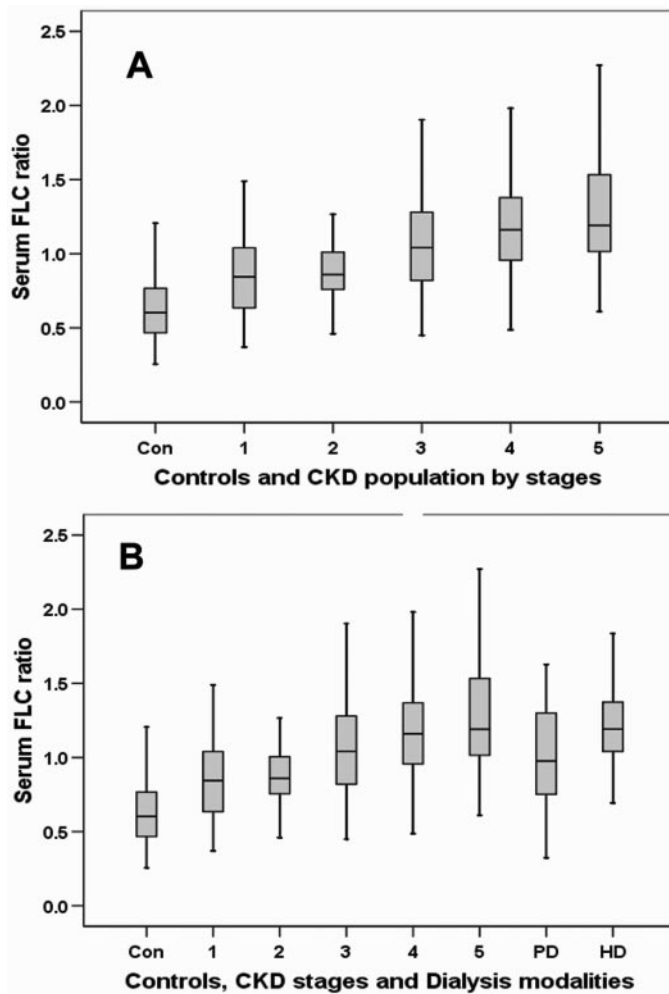 A
Serum FLC ratio
2.5
2.0
1.5
1.0
0.5
0.0
Con 1 2 3 4 5
Controls and CKD population by stages
B
Serum FLC ratio
2.5
2.0
1.5
1.0
0.5
0.0
Con 1 2 3 4 5 PD HD
Controls, CKD stages and Dialysis modalities